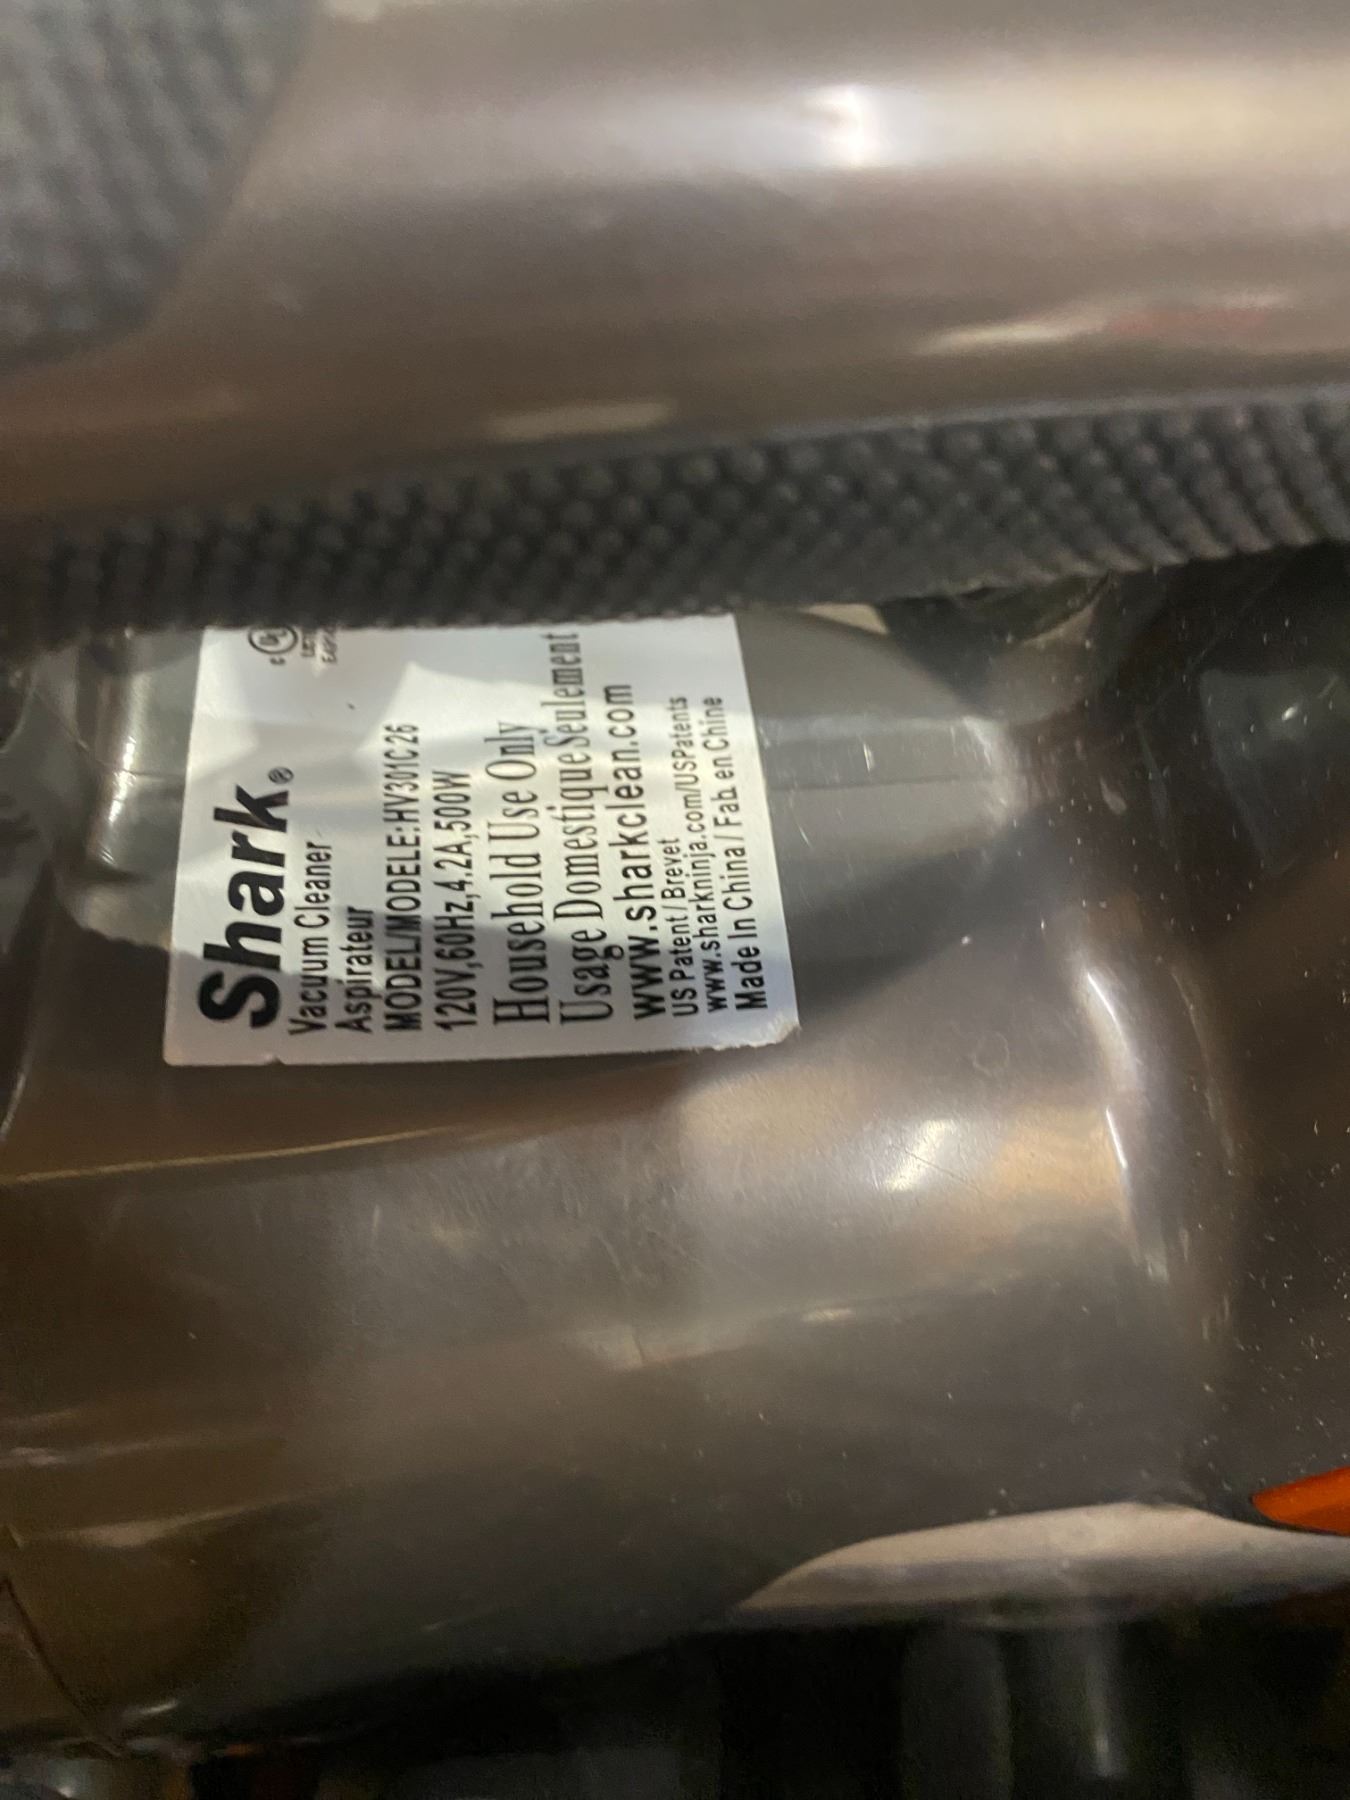 Shark®
Vacuum Cleaner
Aspirateur
MODEL/MODELE:HV301C26
120V,60Hz,4.2A,500W
Household Use Only
Usage Domestique Seulement
www.sharkclean.com
US Patent / Brevet
www.sharkninja.com/USPatents
Made In China / Fab. en Chine
c UL